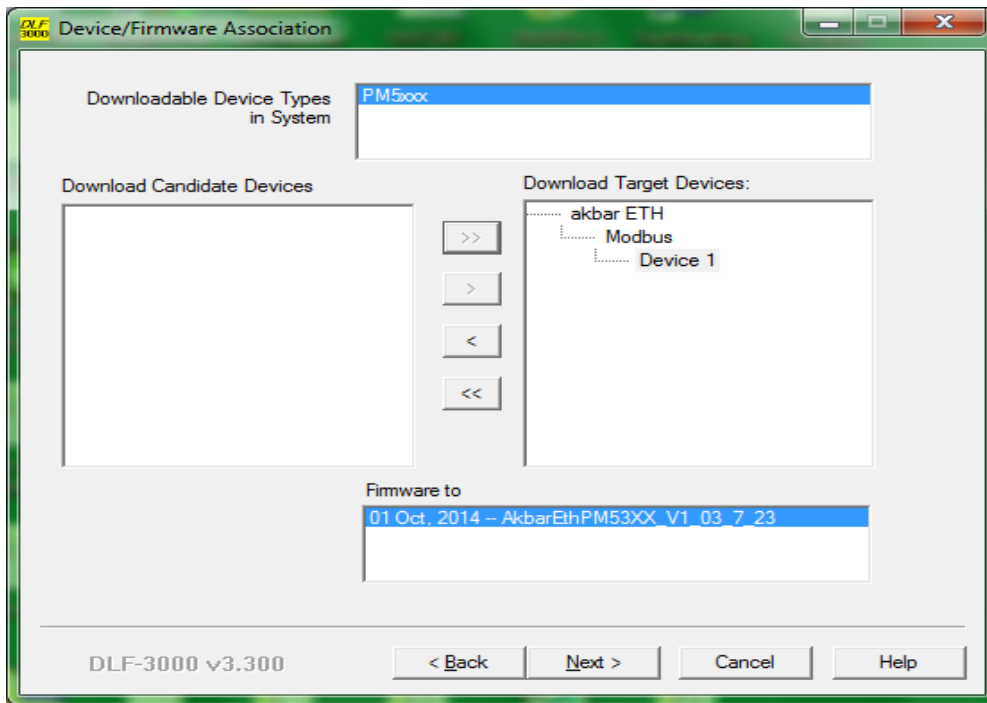 DLF
3000
Device/Firmware Association
Downloadable Device Types
in System
PM5xxx
Download Candidate Devices
Download Target Devices:
akbar ETH
Modbus
Device 1
>>
>
<
<<
Firmware to
01 Oct, 2014 -- AkbarEthPM53XX_V1_03_7_23
DLF-3000 v3.300
< Back
Next >
Cancel
Help